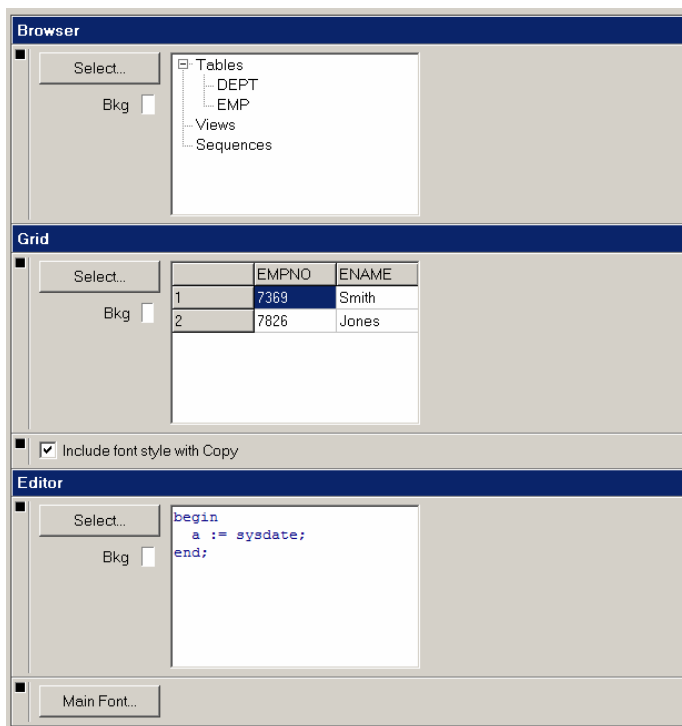 Browser
Select...
Tables
DEPT
Bkg
EMP
Views
Sequences
Grid
Select...
EMPNO ENAME
1 7369 Smith
Bkg
2 7826 Jones
Include font style with Copy
Editor
Select...
begin
a := sysdate;
Bkg
end;
Main Font...